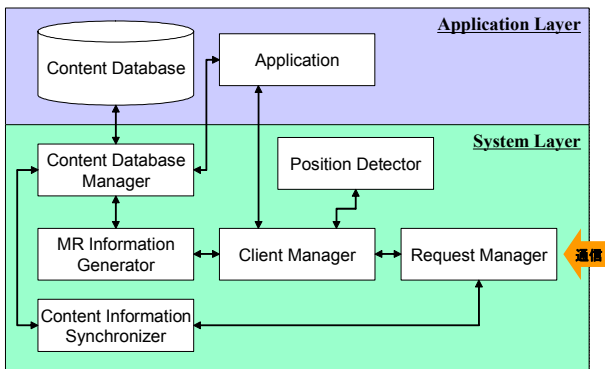 Application Layer
Content Database
Application
System Layer
Content Database
Manager
Position Detector
MR Information
Generator
Client Manager
Request Manager
通信
Content Information
Synchronizer